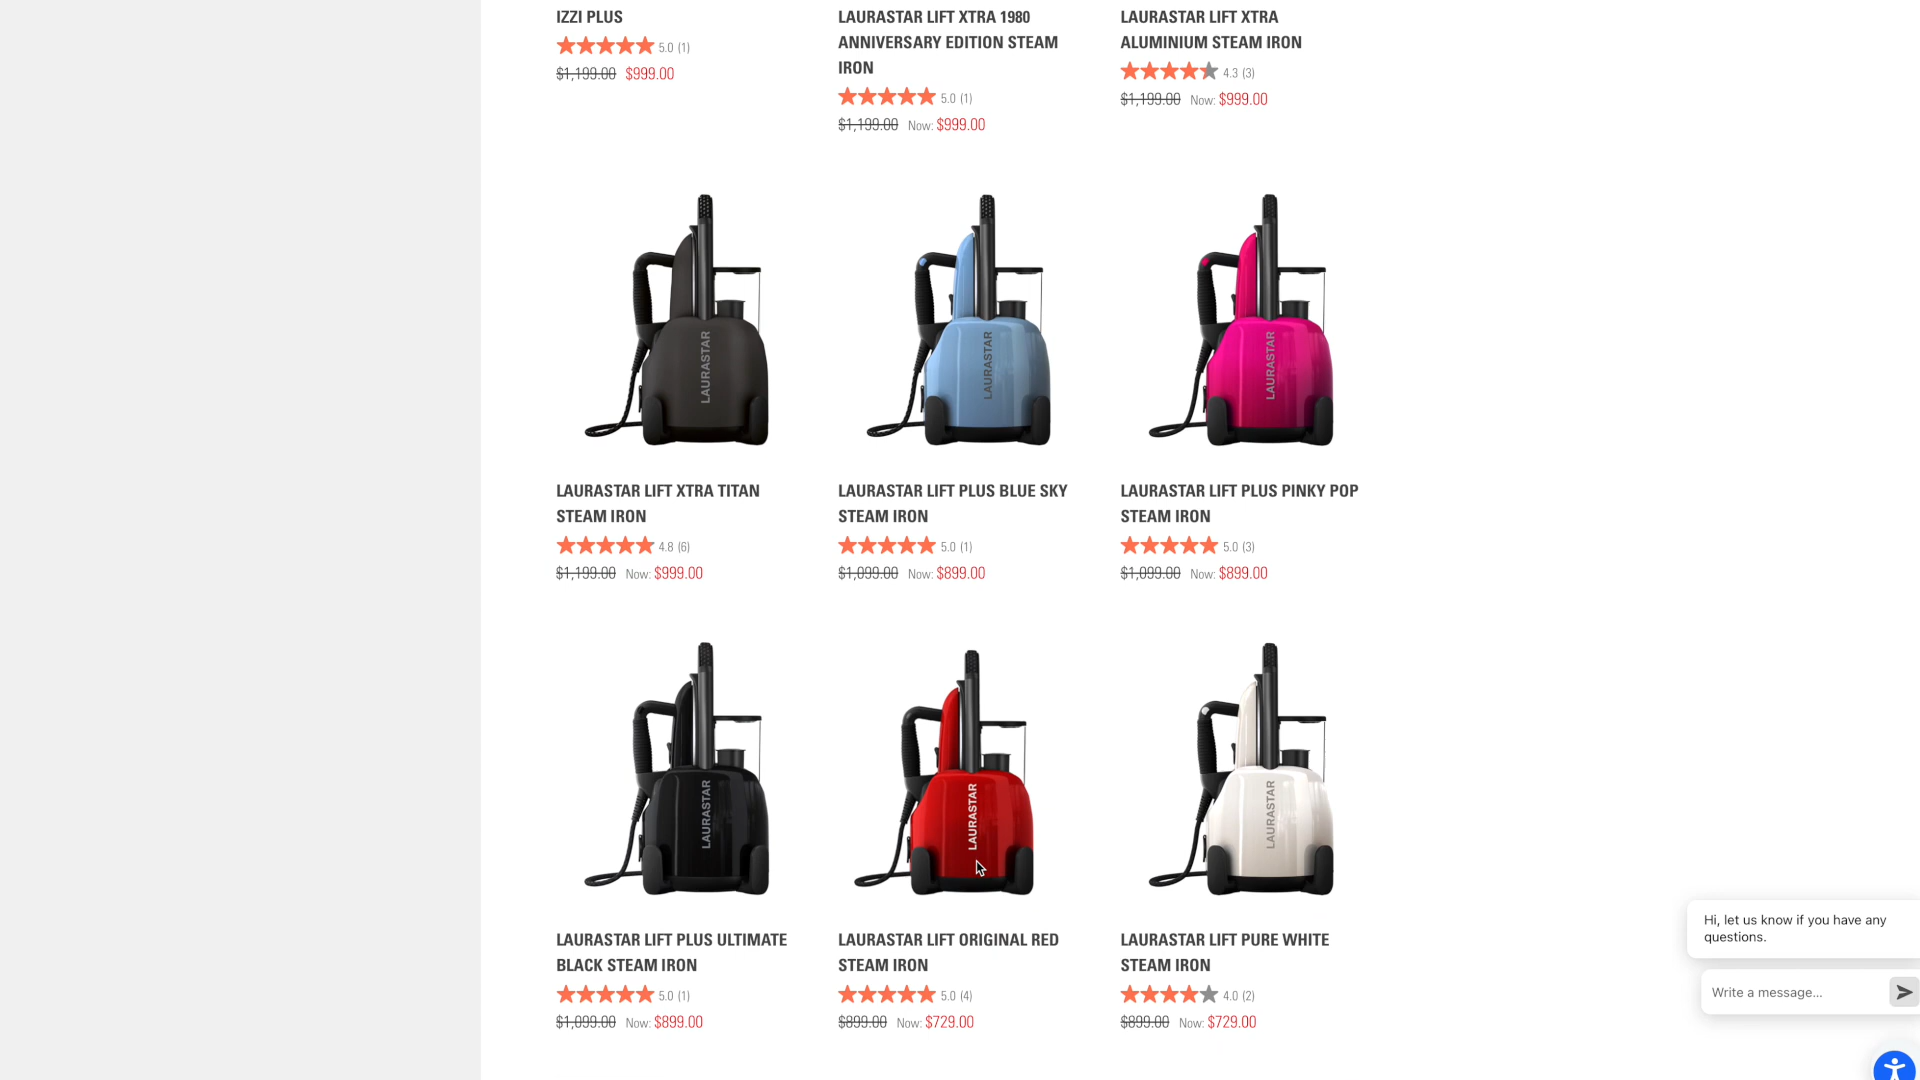 IZZI PLUS
5.0 (1)
$1,199.00 $999.00
LAURASTAR LIFT XTRA 1980
ANNIVERSARY EDITION STEAM
IRON
5.0 (1)
$1,199.00 Now: $999.00
LAURASTAR LIFT XTRA
ALUMINIUM STEAM IRON
4.3 (3)
$1,199.00 Now: $999.00
LAURASTAR
LAURASTAR LIFT XTRA TITAN
STEAM IRON
4.8 (6)
$1,199.00 Now: $999.00
LAURASTAR
LAURASTAR LIFT PLUS BLUE SKY
STEAM IRON
5.0 (1)
$1,099.00 Now: $899.00
LAURASTAR
LAURASTAR LIFT PLUS PINKY POP
STEAM IRON
5.0 (3)
$1,099.00 Now: $899.00
LAURASTAR
LAURASTAR LIFT PLUS ULTIMATE
BLACK STEAM IRON
5.0 (1)
$1,099.00 Now: $899.00
LAURASTAR
LAURASTAR LIFT ORIGINAL RED
STEAM IRON
5.0 (4)
$899.00 Now: $729.00
LAURASTAR
LAURASTAR LIFT PURE WHITE
STEAM IRON
4.0 (2)
$899.00 Now: $729.00
Hi, let us know if you have any
questions.
Write a message...